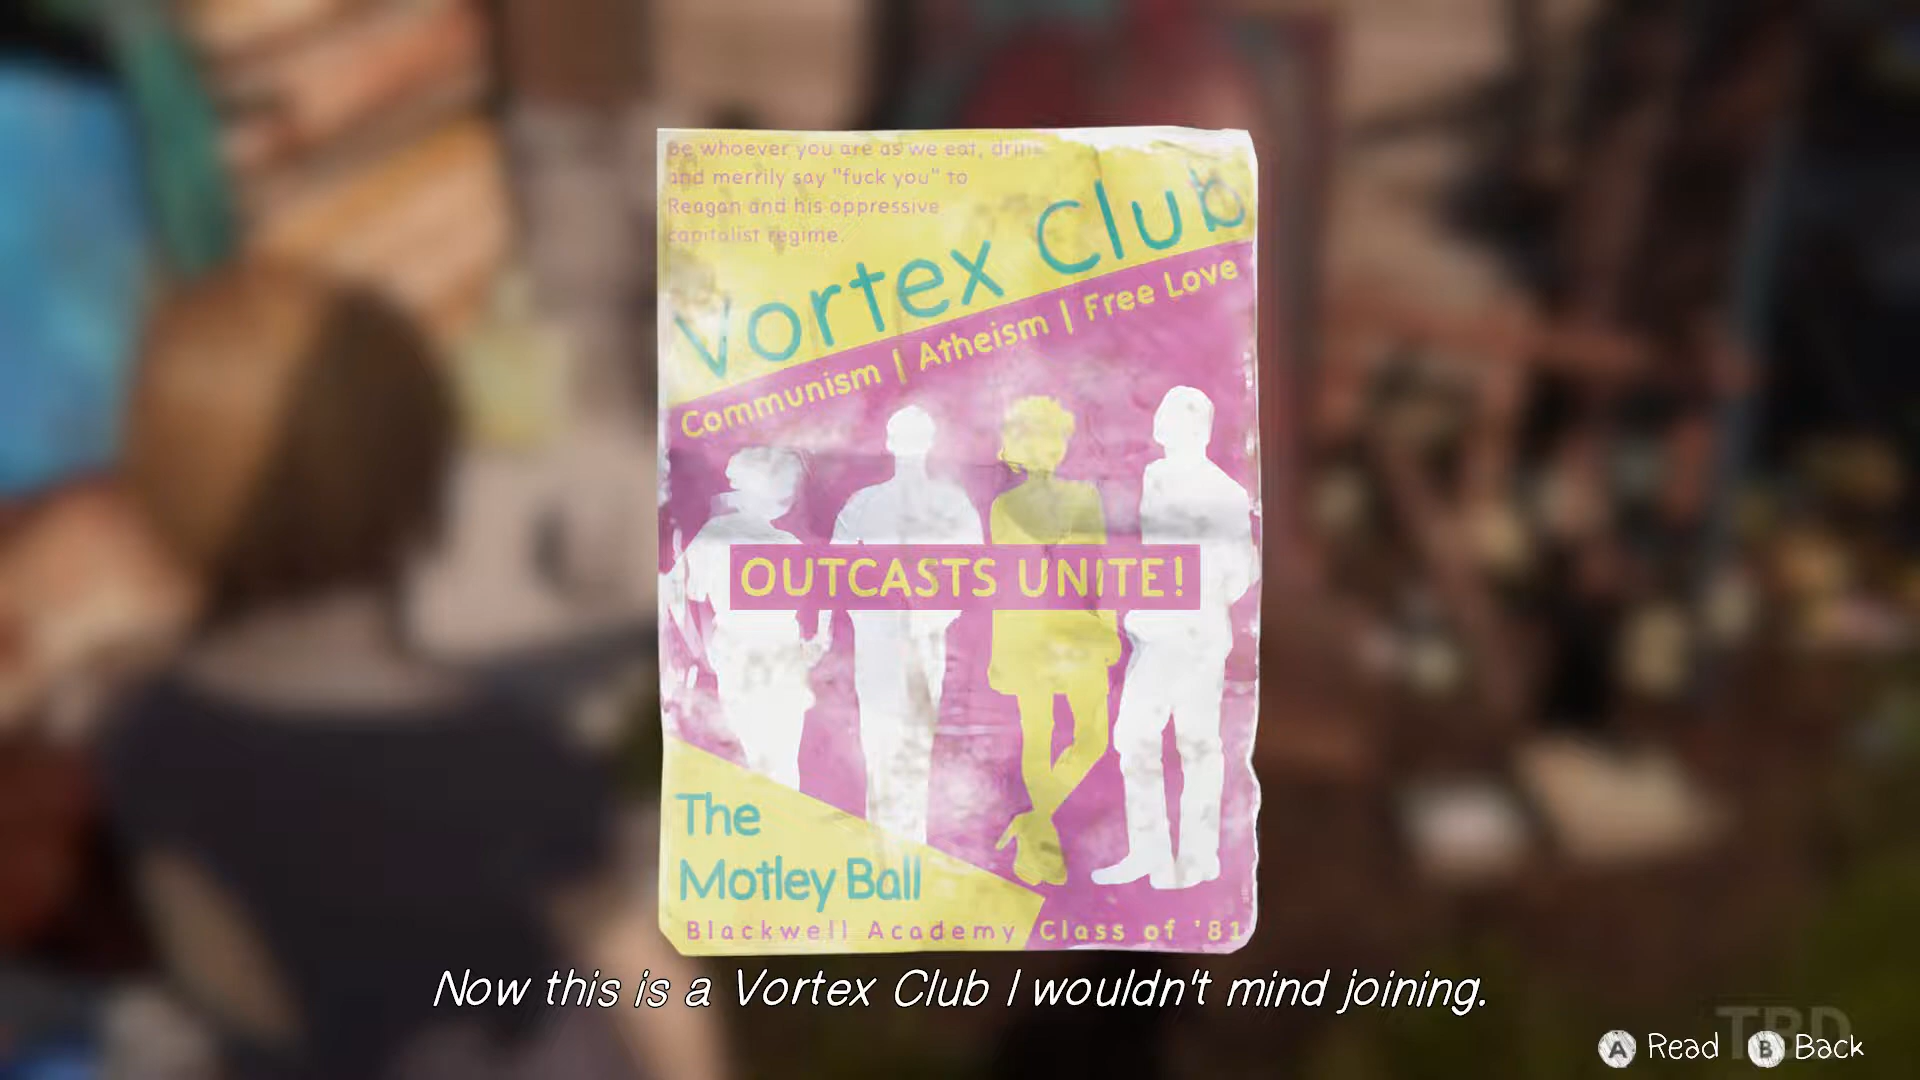 Be whoever you are as we eat, drink
and merrily say "fuck you" to
Reagan and his oppressive
capitalist regime.
Vortex Club
Communism | Atheism | Free Love
OUTCASTS UNITE!
The
Motley Ball
Blackwell Academy Class of '81
Now this is a Vortex Club I wouldn't mind joining.
TBD
A Read B Back